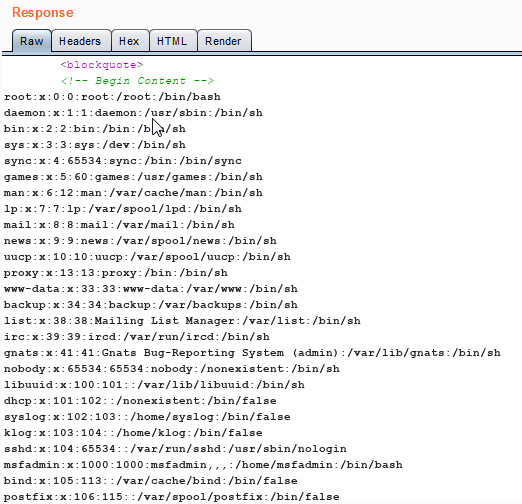 Response
Raw Headers Hex HTML Render
<blockquote>
<!-- Begin Content -->
root:x:0:0:root:/root:/bin/bash
daemon:x:1:1:daemon:/usr/sbin:/bin/sh
bin:x:2:2:bin:/bin:/bin/sh
sys:x:3:3:sys:/dev:/bin/sh
sync:x:4:65534:sync:/bin:/bin/sync
games:x:5:60:games:/usr/games:/bin/sh
man:x:6:12:man:/var/cache/man:/bin/sh
lp:x:7:7:lp:/var/spool/lpd:/bin/sh
mail:x:8:8:mail:/var/mail:/bin/sh
news:x:9:9:news:/var/spool/news:/bin/sh
uucp:x:10:10:uucp:/var/spool/uucp:/bin/sh
proxy:x:13:13:proxy:/bin:/bin/sh
www-data:x:33:33:www-data:/var/www:/bin/sh
backup:x:34:34:backup:/var/backups:/bin/sh
list:x:38:38:Mailing List Manager:/var/list:/bin/sh
irc:x:39:39:ircd:/var/run/ircd:/bin/sh
gnats:x:41:41:Gnats Bug-Reporting System (admin):/var/lib/gnats:/bin/sh
nobody:x:65534:65534:nobody:/nonexistent:/bin/sh
libuuid:x:100:101::/var/lib/libuuid:/bin/sh
dhcp:x:101:102::/nonexistent:/bin/false
syslog:x:102:103::/home/syslog:/bin/false
klog:x:103:104::/home/klog:/bin/false
sshd:x:104:65534::/var/run/sshd:/usr/sbin/nologin
msfadmin:x:1000:1000:msfadmin,,,:/home/msfadmin:/bin/bash
bind:x:105:113::/var/cache/bind:/bin/false
postfix:x:106:115::/var/spool/postfix:/bin/false